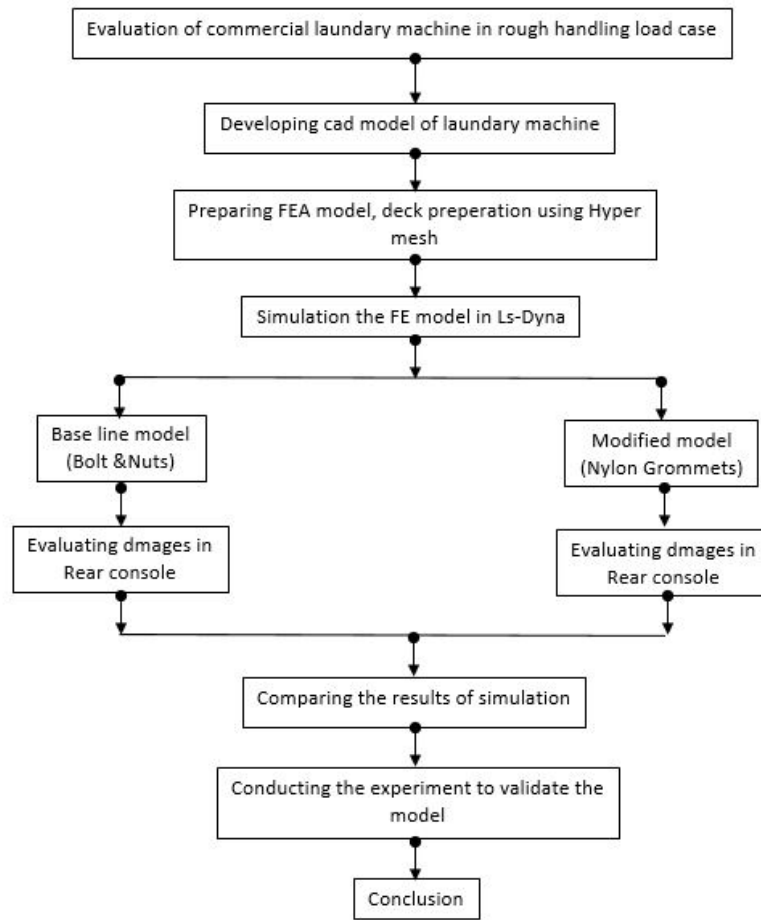 Evaluation of commercial laundary machine in rough handling load case
Developing cad model of laundary machine
Preparing FEA model, deck preperation using Hyper
mesh
Simulation the FE model in Ls-Dyna
Base line model
(Bolt &Nuts)
Modified model
(Nylon Grommets)
Evaluating dmages in
Rear console
Evaluating dmages in
Rear console
Comparing the results of simulation
Conducting the experiment to validate the
model
Conclusion